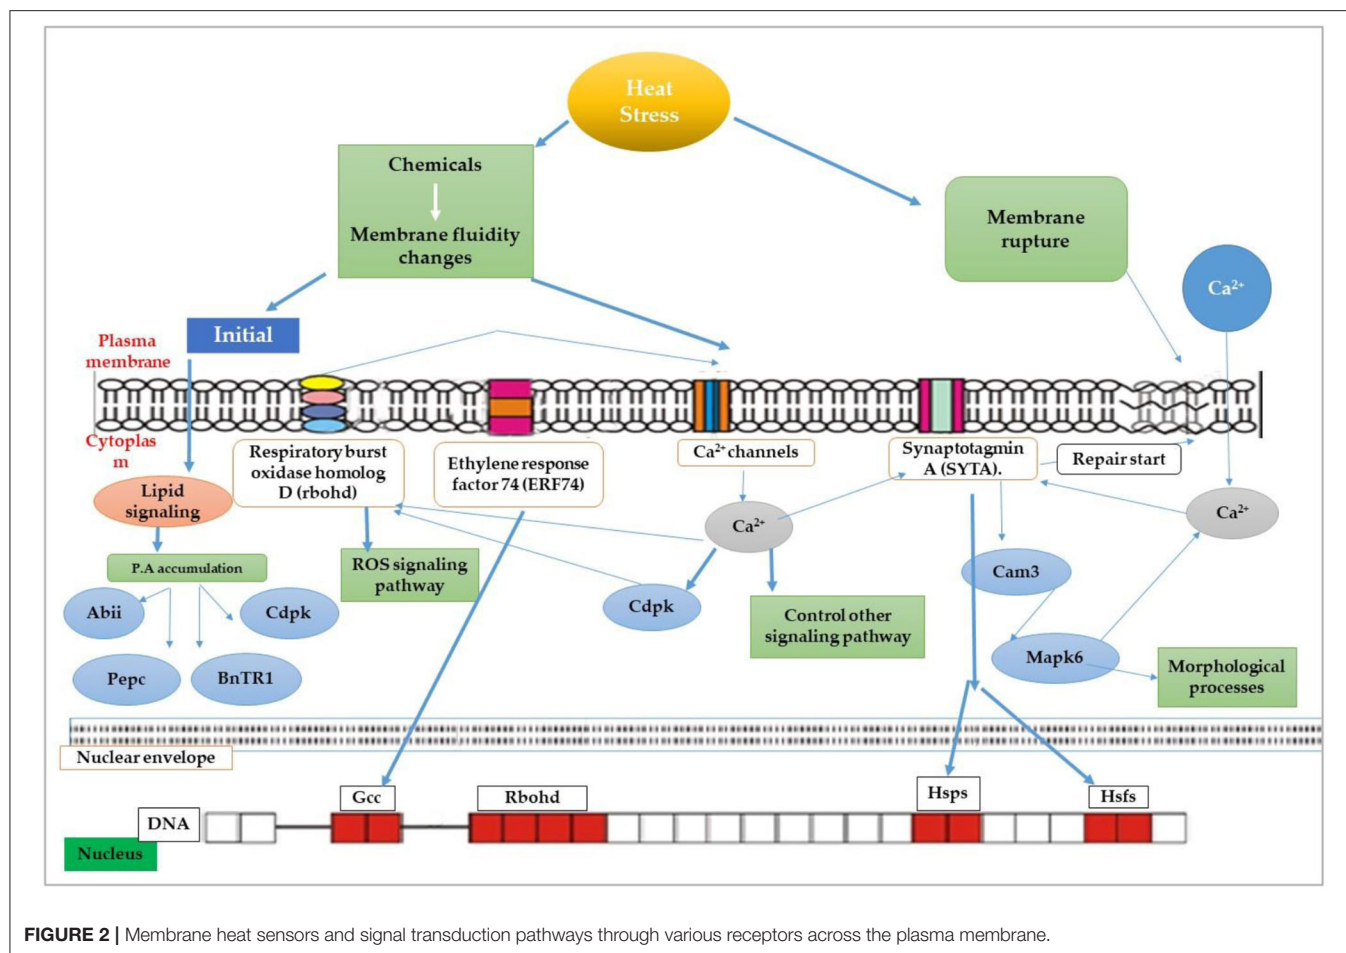 Heat
Stress
Chemicals
Membrane fluidity
changes
Membrane
rupture
Ca²⁺
Initial
Plasma
membrane
Cytoplas
m
Respiratory burst
oxidase homolog
D (rbohd)
Ethylene response
factor 74 (ERF74)
Ca²⁺ channels
Synaptotagmin
A (SYTA).
Repair start
Lipid
signaling
Ca²⁺
Ca²⁺
P.A accumulation
ROS signaling
pathway
Cam3
Abii
Cdpk
Cdpk
Control other
signaling pathway
Pepc
BnTR1
Mapk6
Morphological
processes
Nuclear envelope
Gcc
Rbohd
Hsps
Hsfs
DNA
Nucleus
FIGURE 2 | Membrane heat sensors and signal transduction pathways through various receptors across the plasma membrane.